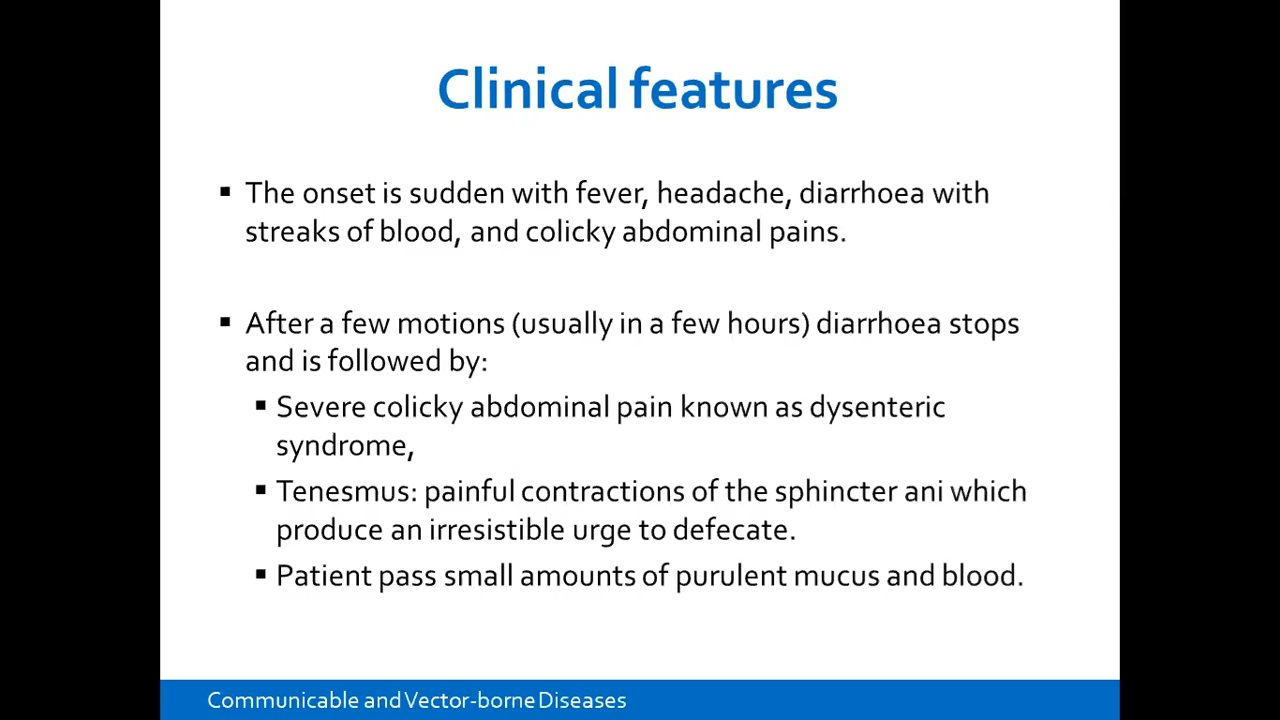 Clinical features
▪ The onset is sudden with fever, headache, diarrhoea with
streaks of blood, and colicky abdominal pains.
▪ After a few motions (usually in a few hours) diarrhoea stops
and is followed by:
▪ Severe colicky abdominal pain known as dysenteric
syndrome,
▪ Tenesmus: painful contractions of the sphincter ani which
produce an irresistible urge to defecate.
▪ Patient pass small amounts of purulent mucus and blood.
Communicable and Vector-borne Diseases